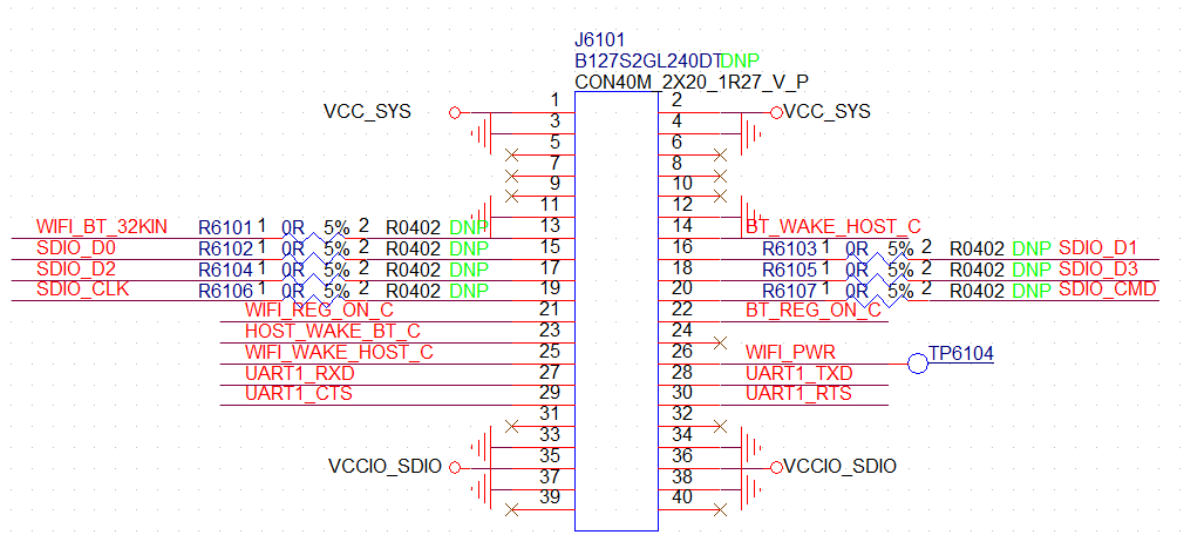 J6101
B127S2GL240DT DNP
CON40M_2X20_1R27_V_P
VCC_SYS 1 2 VCC_SYS
3 4
5 6
7 8
9 10
11 12
WIFI_BT_32KIN R6101 1 0R 5% 2 R0402 DNP 13 14 BT_WAKE_HOST_C
SDIO_D0 R6102 1 0R 5% 2 R0402 DNP 15 16 R6103 1 0R 5% 2 R0402 DNP SDIO_D1
SDIO_D2 R6104 1 0R 5% 2 R0402 DNP 17 18 R6105 1 0R 5% 2 R0402 DNP SDIO_D3
SDIO_CLK R6106 1 0R 5% 2 R0402 DNP 19 20 R6107 1 0R 5% 2 R0402 DNP SDIO_CMD
WIFI_REG_ON_C 21 22 BT_REG_ON_C
HOST_WAKE_BT_C 23 24
WIFI_WAKE_HOST_C 25 26 WIFI_PWR TP6104
UART1_RXD 27 28 UART1_TXD
UART1_CTS 29 30 UART1_RTS
31 32
33 34
VCCIO_SDIO 35 36 VCCIO_SDIO
37 38
39 40